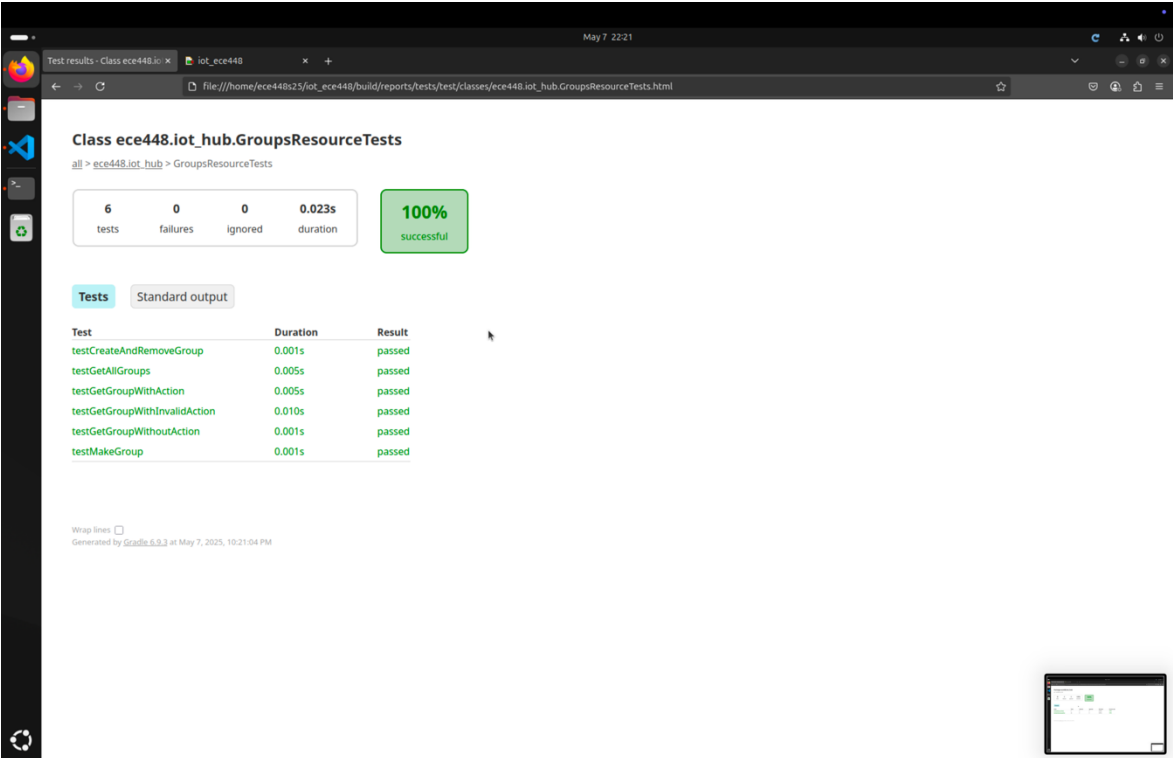 May 7 22:21
Test results - Class ece448.io
iot_ece448
file:///home/ece448s25/iot_ece448/build/reports/tests/test/classes/ece448.iot_hub.GroupsResourceTests.html
Class ece448.iot_hub.GroupsResourceTests
all > ece448.iot_hub > GroupsResourceTests
6 0 0 0.023s
tests failures ignored duration
100%
successful
Tests Standard output
Test Duration Result
testCreateAndRemoveGroup 0.001s passed
testGetAllGroups 0.005s passed
testGetGroupWithAction 0.005s passed
testGetGroupWithInvalidAction 0.010s passed
testGetGroupWithoutAction 0.001s passed
testMakeGroup 0.001s passed
Wrap lines
Generated by Gradle 6.9.3 at May 7, 2025, 10:21:04 PM